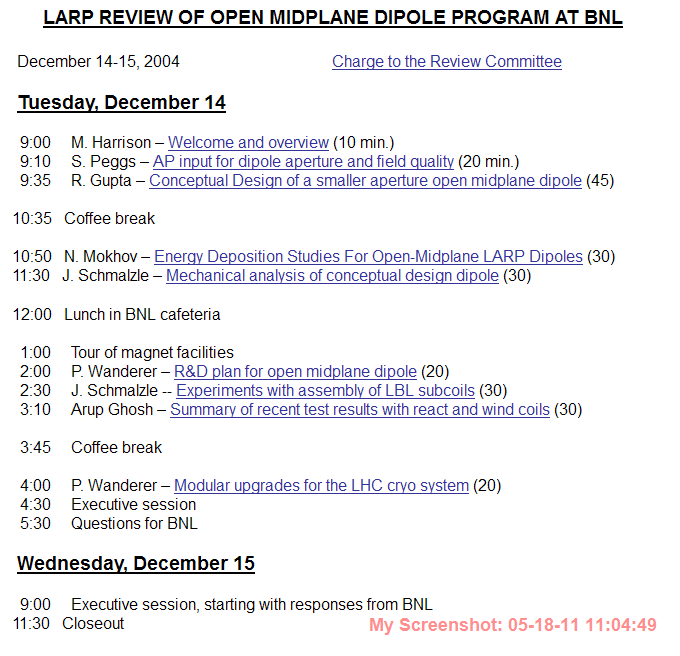 LARP REVIEW OF OPEN MIDPLANE DIPOLE PROGRAM AT BNL
December 14-15, 2004 Charge to the Review Committee
Tuesday, December 14
9:00 M. Harrison – Welcome and overview (10 min.)
9:10 S. Peggs – AP input for dipole aperture and field quality (20 min.)
9:35 R. Gupta – Conceptual Design of a smaller aperture open midplane dipole (45)
10:35 Coffee break
10:50 N. Mokhov – Energy Deposition Studies For Open-Midplane LARP Dipoles (30)
11:30 J. Schmalzle – Mechanical analysis of conceptual design dipole (30)
12:00 Lunch in BNL cafeteria
1:00 Tour of magnet facilities
2:00 P. Wanderer – R&D plan for open midplane dipole (20)
2:30 J. Schmalzle -- Experiments with assembly of LBL subcoils (30)
3:10 Arup Ghosh – Summary of recent test results with react and wind coils (30)
3:45 Coffee break
4:00 P. Wanderer – Modular upgrades for the LHC cryo system (20)
4:30 Executive session
5:30 Questions for BNL
Wednesday, December 15
9:00 Executive session, starting with responses from BNL
11:30 Closeout My Screenshot: 05-18-11 11:04:49